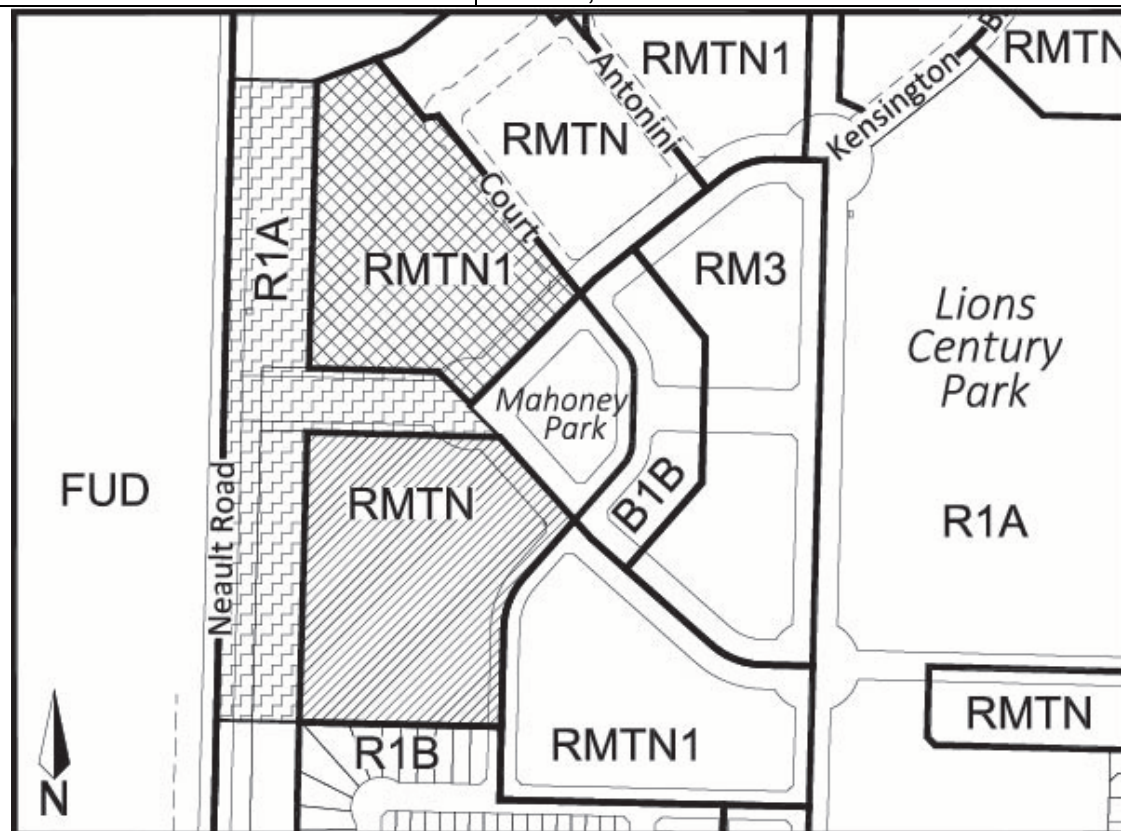 RMTN1
RMTN
Antonini
Kensington
RMTN
Court
R1A
RMTN1
RM3
Lions
Century
Park
Mahoney
Park
FUD
RMTN
B1B
R1A
Neault Road
RMTN
RMTN1
R1B
N